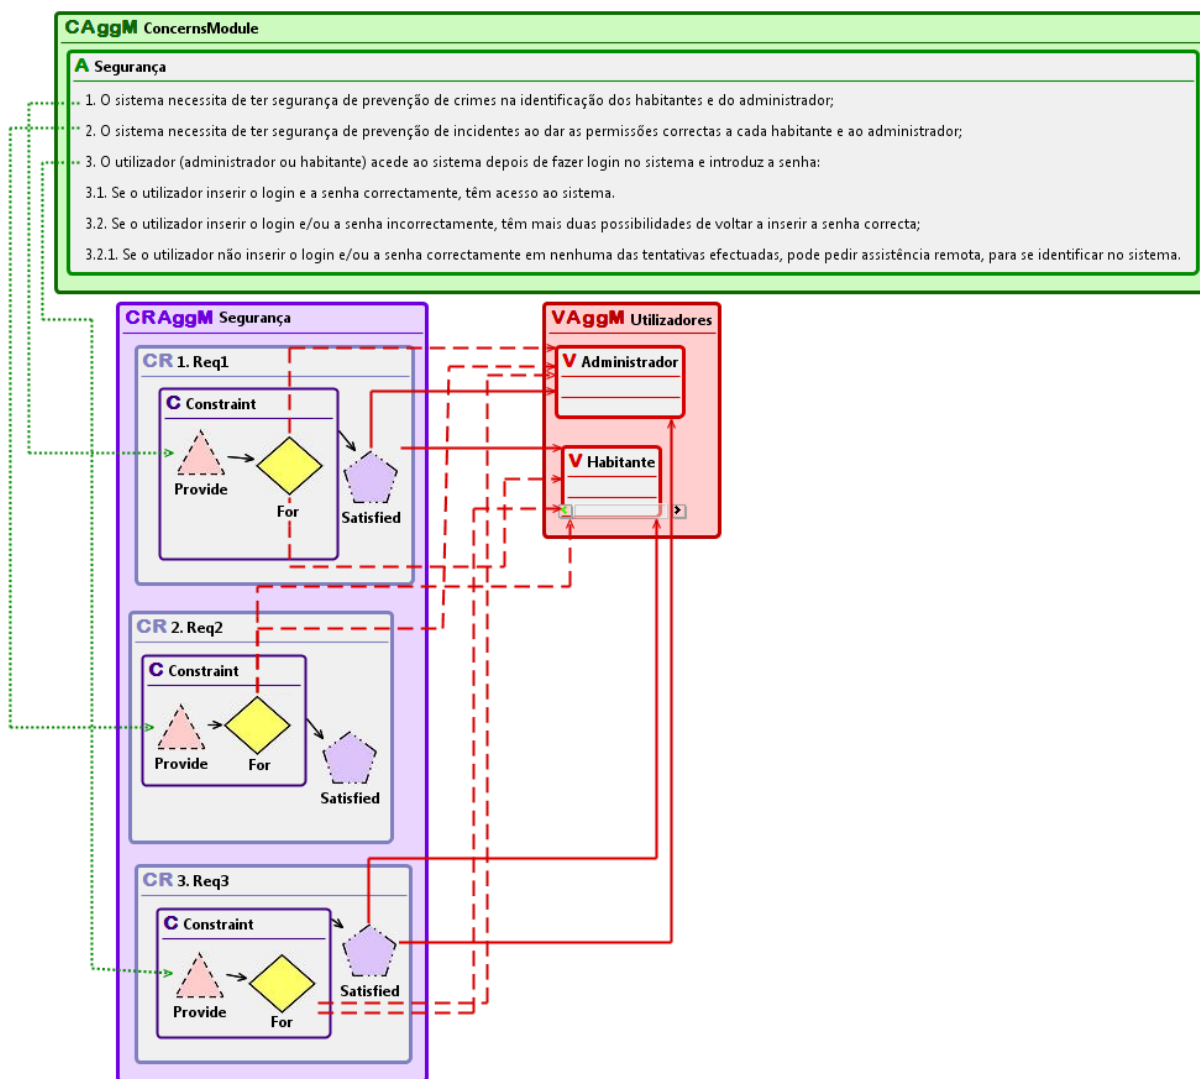 CAggM ConcernsModule
A Segurança
1. O sistema necessita de ter segurança de prevenção de crimes na identificação dos habitantes e do administrador;
2. O sistema necessita de ter segurança de prevenção de incidentes ao dar as permissões correctas a cada habitante e ao administrador;
3. O utilizador (administrador ou habitante) acede ao sistema depois de fazer login no sistema e introduz a senha:
3.1. Se o utilizador inserir o login e a senha correctamente, têm acesso ao sistema.
3.2. Se o utilizador inserir o login e/ou a senha incorrectamente, têm mais duas possibilidades de voltar a inserir a senha correcta;
3.2.1. Se o utilizador não inserir o login e/ou a senha correctamente em nenhuma das tentativas efectuadas, pode pedir assistência remota, para se identificar no sistema.
CRAggM Segurança
CR 1. Req1
C Constraint
Provide
For
Satisfied
CR 2. Req2
C Constraint
Provide
For
Satisfied
CR 3. Req3
C Constraint
Provide
For
Satisfied
VAggM Utilizadores
V Administrador
V Habitante